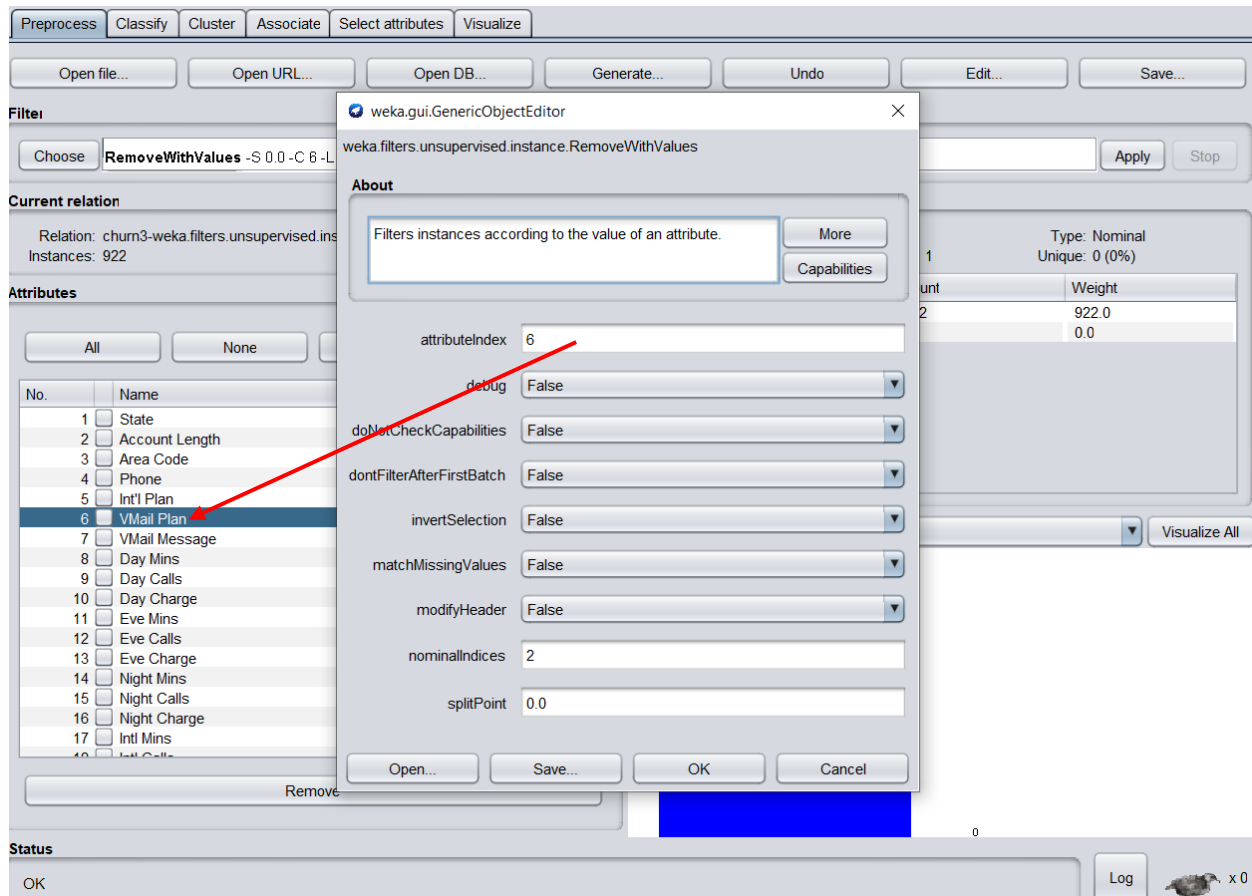 Preprocess Classify Cluster Associate Select attributes Visualize
Open file... Open URL... Open DB... Generate... Undo Edit... Save...
Filter
Choose RemoveWithValues -S 0.0 -C 6 -L
Apply Stop
Current relation
Relation: churn3-weka.filters.unsupervised.ins
Instances: 922
Attributes
All None
No. Name
1 State
2 Account Length
3 Area Code
4 Phone
5 Int'l Plan
6 VMail Plan
7 VMail Message
8 Day Mins
9 Day Calls
10 Day Charge
11 Eve Mins
12 Eve Calls
13 Eve Charge
14 Night Mins
15 Night Calls
16 Night Charge
17 Intl Mins
18 Intl Calls
Remove
weka.gui.GenericObjectEditor
weka.filters.unsupervised.instance.RemoveWithValues
About
Filters instances according to the value of an attribute.
More
Capabilities
attributeIndex 6
debug False
doNotCheckCapabilities False
dontFilterAfterFirstBatch False
invertSelection False
matchMissingValues False
modifyHeader False
nominalIndices 2
splitPoint 0.0
Open... Save... OK Cancel
Type: Nominal
1 Unique: 0 (0%)
unt Weight
2 922.0
0.0
Visualize All
0
Status
OK
Log x 0